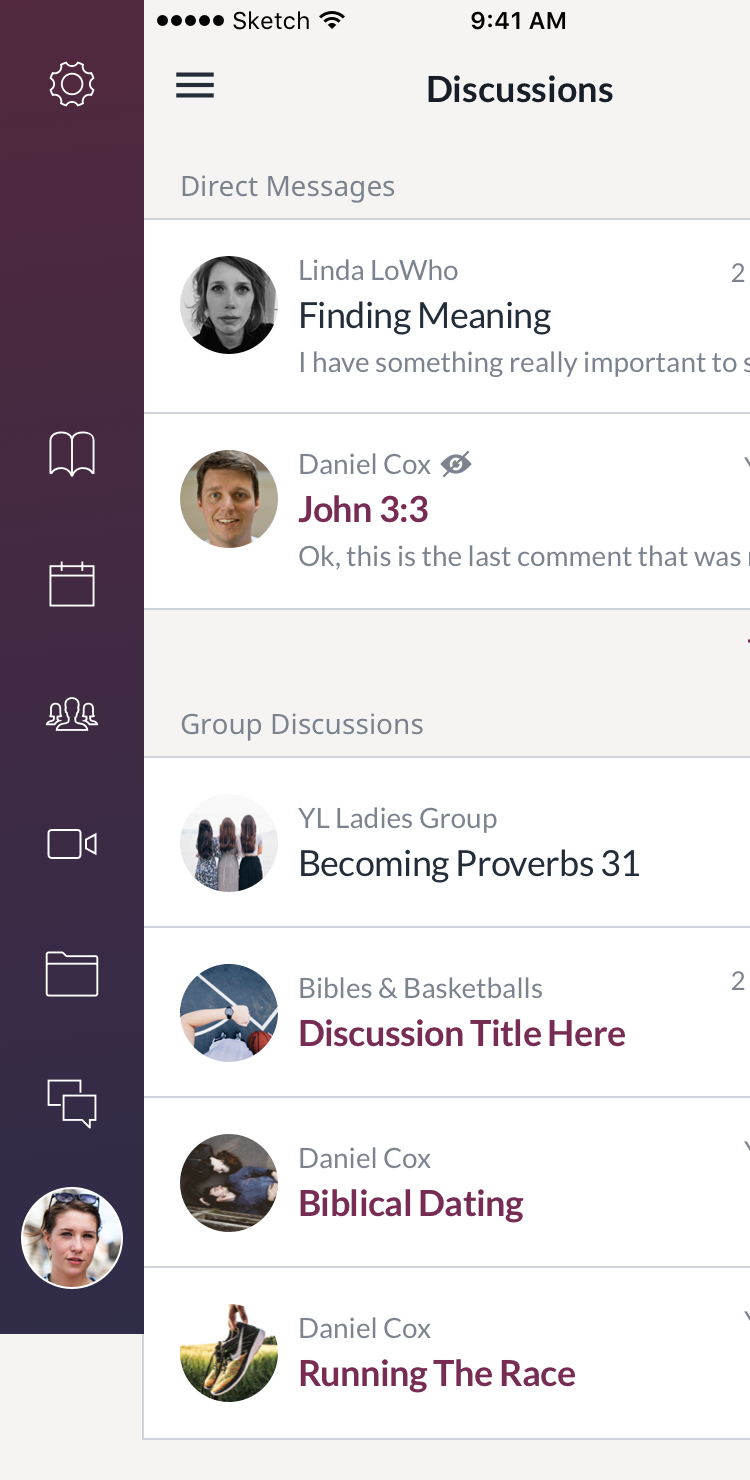 Sketch 9:41 AM
Discussions
Direct Messages
Linda LoWho 2
Finding Meaning
I have something really important to s
Daniel Cox Y
John 3:3
Ok, this is the last comment that was
Group Discussions
YL Ladies Group
Becoming Proverbs 31
Bibles & Basketballs 2
Discussion Title Here
Daniel Cox Y
Biblical Dating
Daniel Cox Y
Running The Race